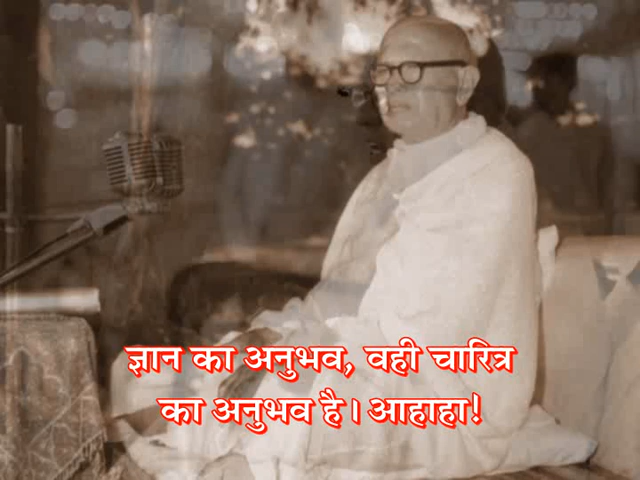 ज्ञान का अनुभव, वही चारित्र
का अनुभव है। आहाहा!